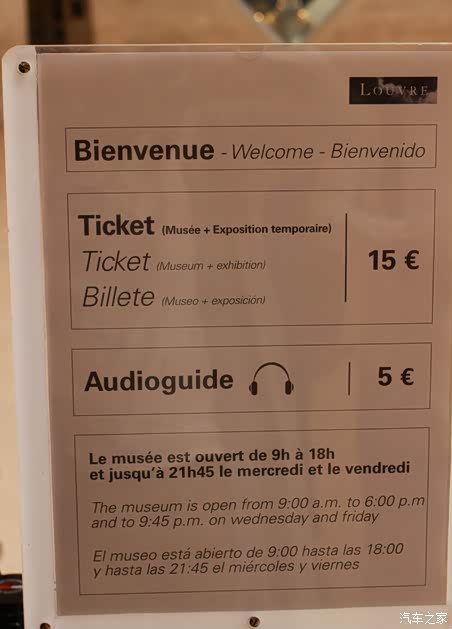 LOUVRE
Bienvenue - Welcome - Bienvenido
Ticket (Musée + Exposition temporaire)
Ticket (Museum + exhibition)
Billete (Museo + exposición)
15 €
Audioguide
5 €
Le musée est ouvert de 9h à 18h
et jusqu'à 21h45 le mercredi et le vendredi
The museum is open from 9:00 a.m. to 6:00 p.m
and to 9:45 p.m. on wednesday and friday
El museo está abierto de 9:00 hasta las 18:00
y hasta las 21:45 el miércoles y viernes
汽车之家